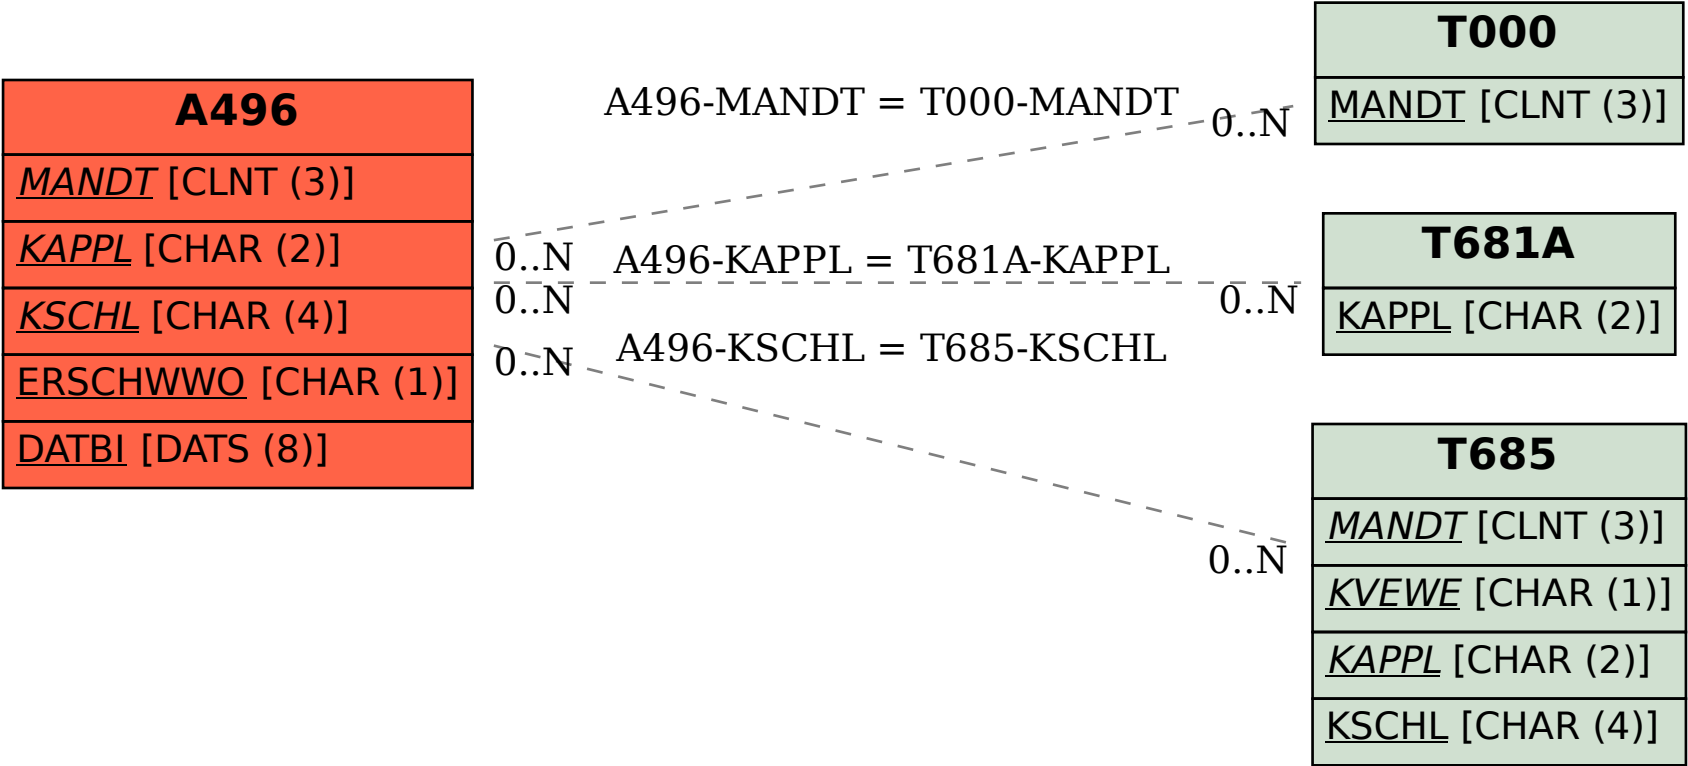 A496
MANDT [CLNT (3)]
KAPPL [CHAR (2)]
KSCHL [CHAR (4)]
ERSCHWWO [CHAR (1)]
DATBI [DATS (8)]
A496-MANDT = T000-MANDT
0..N
0..N
A496-KAPPL = T681A-KAPPL
0..N
0..N
A496-KSCHL = T685-KSCHL
0..N
0..N
T000
MANDT [CLNT (3)]
T681A
KAPPL [CHAR (2)]
T685
MANDT [CLNT (3)]
KVEWE [CHAR (1)]
KAPPL [CHAR (2)]
KSCHL [CHAR (4)]